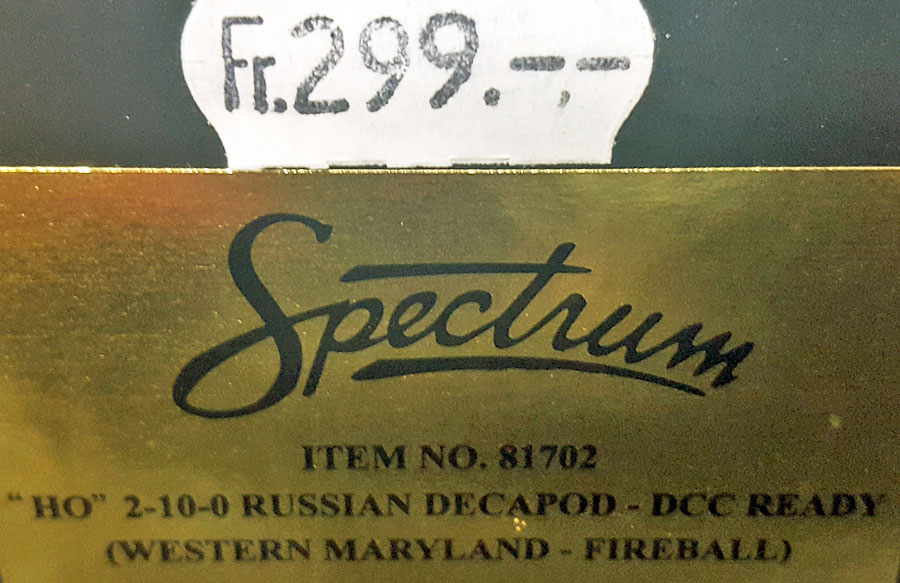 Fr.299.-.-
Spectrum
ITEM NO. 81702
"HO" 2-10-0 RUSSIAN DECAPOD - DCC READY
(WESTERN MARYLAND - FIREBALL)